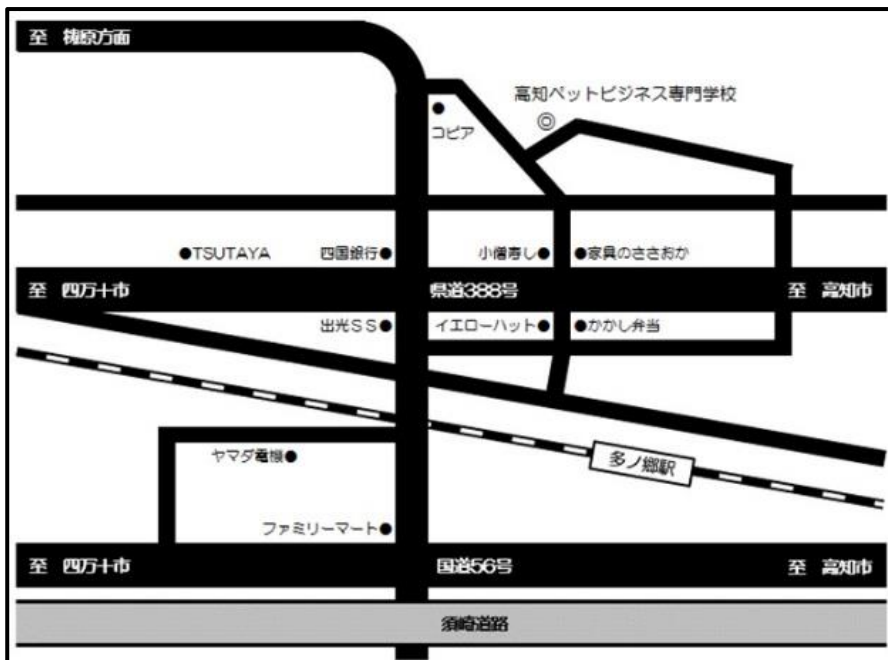 至 梼原方面
高知ペットビジネス専門学校
◎
●
コピア
●TSUTAYA
四国銀行●
小僧寿し●
●家具のささおか
至 四万十市
県道388号
至 高知市
出光SS●
イエローハット●
●かかし弁当
ヤマダ電機●
多ノ郷駅
ファミリーマート●
至 四万十市
国道56号
至 高知市
須崎道路